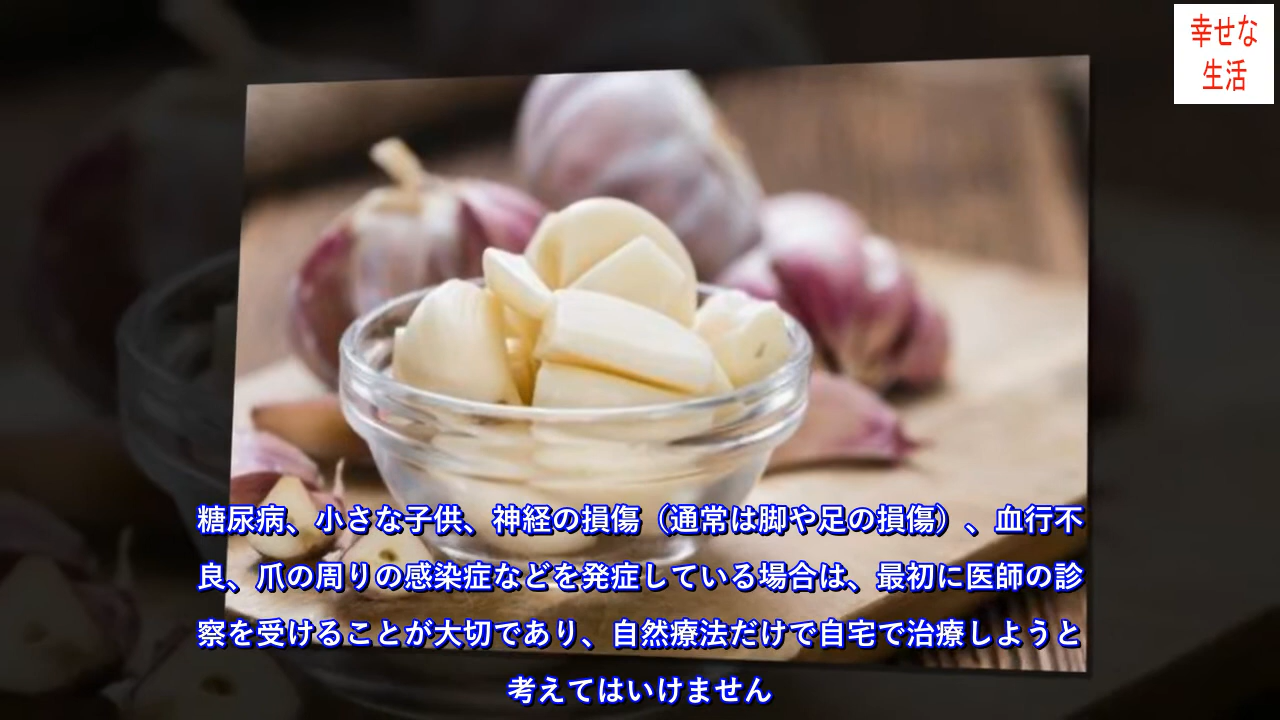 幸せな
生活
糖尿病、小さな子供、神経の損傷（通常は脚や足の損傷）、血行不
良、爪の周りの感染症などを発症している場合は、最初に医師の診
察を受けることが大切であり、自然療法だけで自宅で治療しようと
考えてはいけません